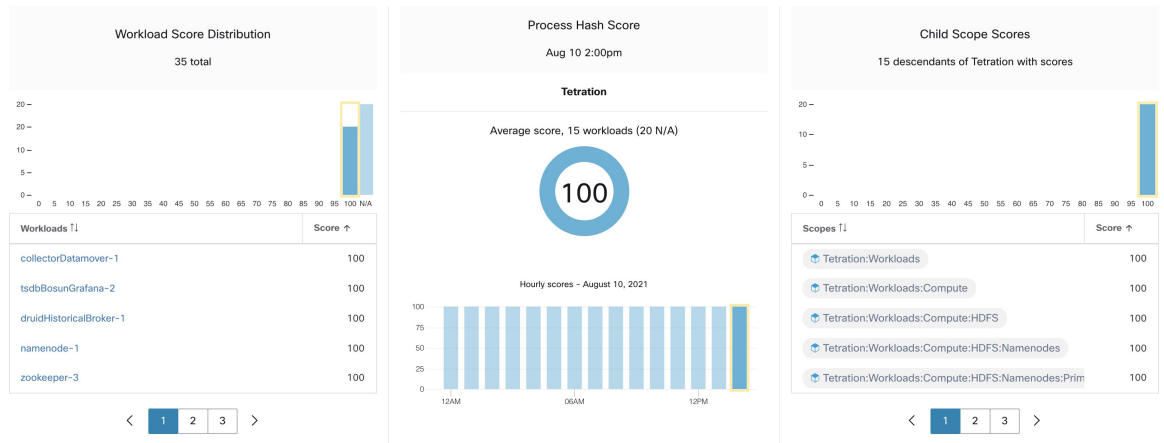 Workload Score Distribution
35 total
20
20
10
5
0
0 5 10 15 20 25 30 35 40 45 50 55 60 65 70 75 80 85 90 95 100 N/A
Workloads Score
collectorDatamover-1 100
tsdbBosunGrafana-2 100
druidHistoricalBroker-1 100
namenode-1 100
zookeeper-3 100
1 2 3
Process Hash Score
Aug 10 2:00pm
Tetration
Average score, 15 workloads (20 N/A)
100
Hourly scores - August 10, 2021
100
75
50
25
0
12AM 06AM 12PM
Child Scope Scores
15 descendants of Tetration with scores
20
10
5
0
0 5 10 15 20 25 30 35 40 45 50 55 60 65 70 75 80 85 90 95 100
Scopes Score
Tetration:Workloads 100
Tetration:Workloads:Compute 100
Tetration:Workloads:Compute:HDFS 100
Tetration:Workloads:Compute:HDFS:Namenodes 100
Tetration:Workloads:Compute:HDFS:Namenodes:Prim 100
1 2 3